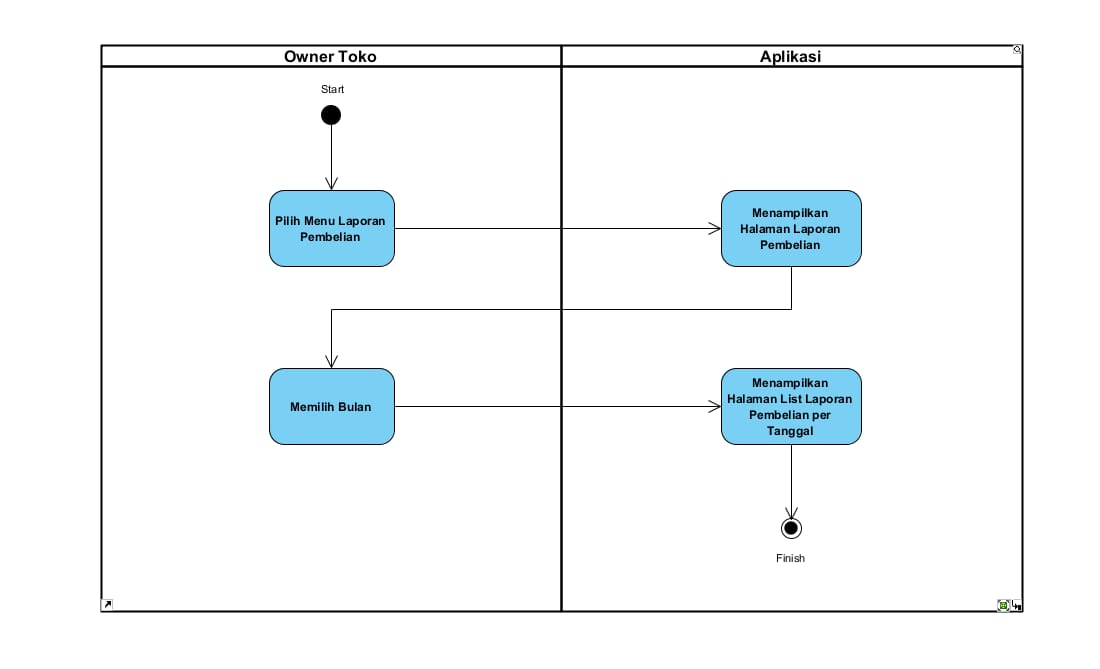 Owner Toko
Aplikasi
Start
Pilih Menu Laporan
Pembelian
Menampilkan
Halaman Laporan
Pembelian
Memilih Bulan
Menampilkan
Halaman List Laporan
Pembelian per
Tanggal
Finish